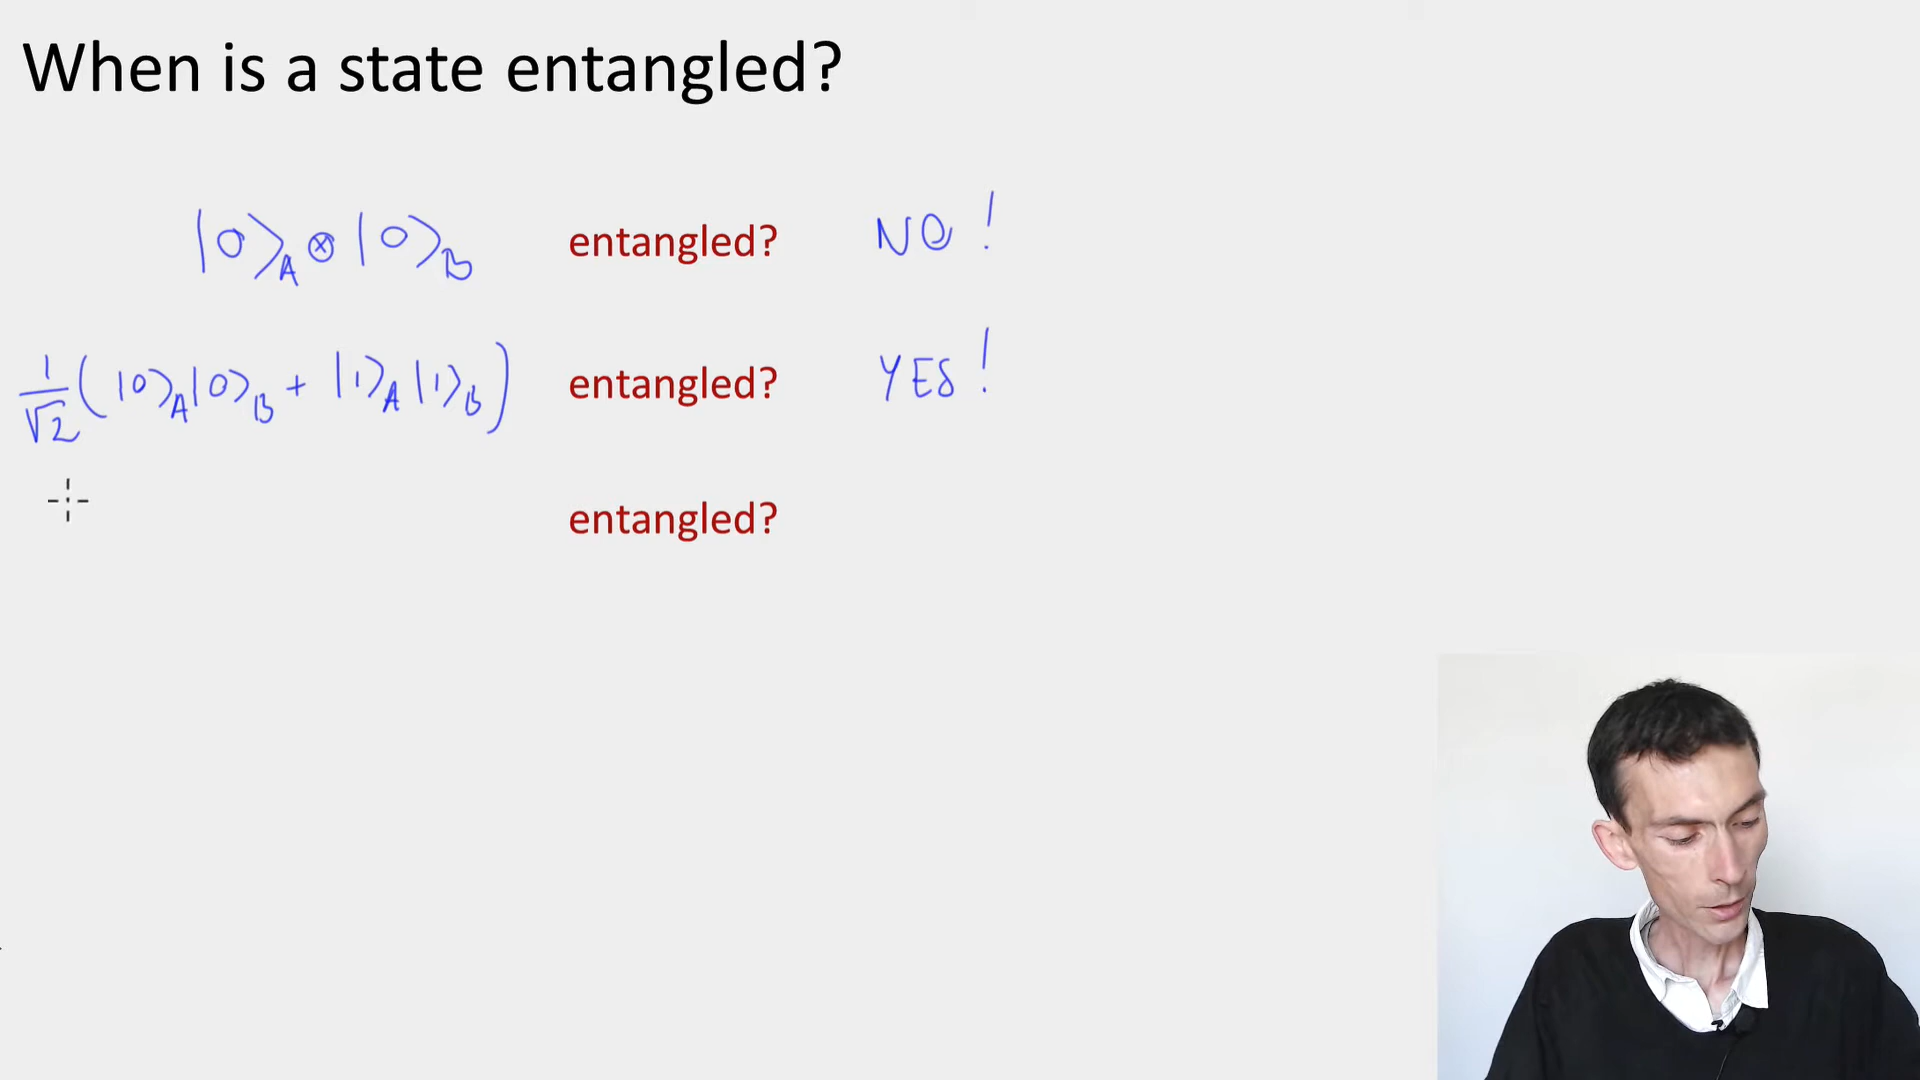 When is a state entangled?
|0⟩_A ⊗ |0⟩_B entangled? NO!
1/√2 (|0⟩_A |0⟩_B + |1⟩_A |1⟩_B) entangled? YES!
entangled?